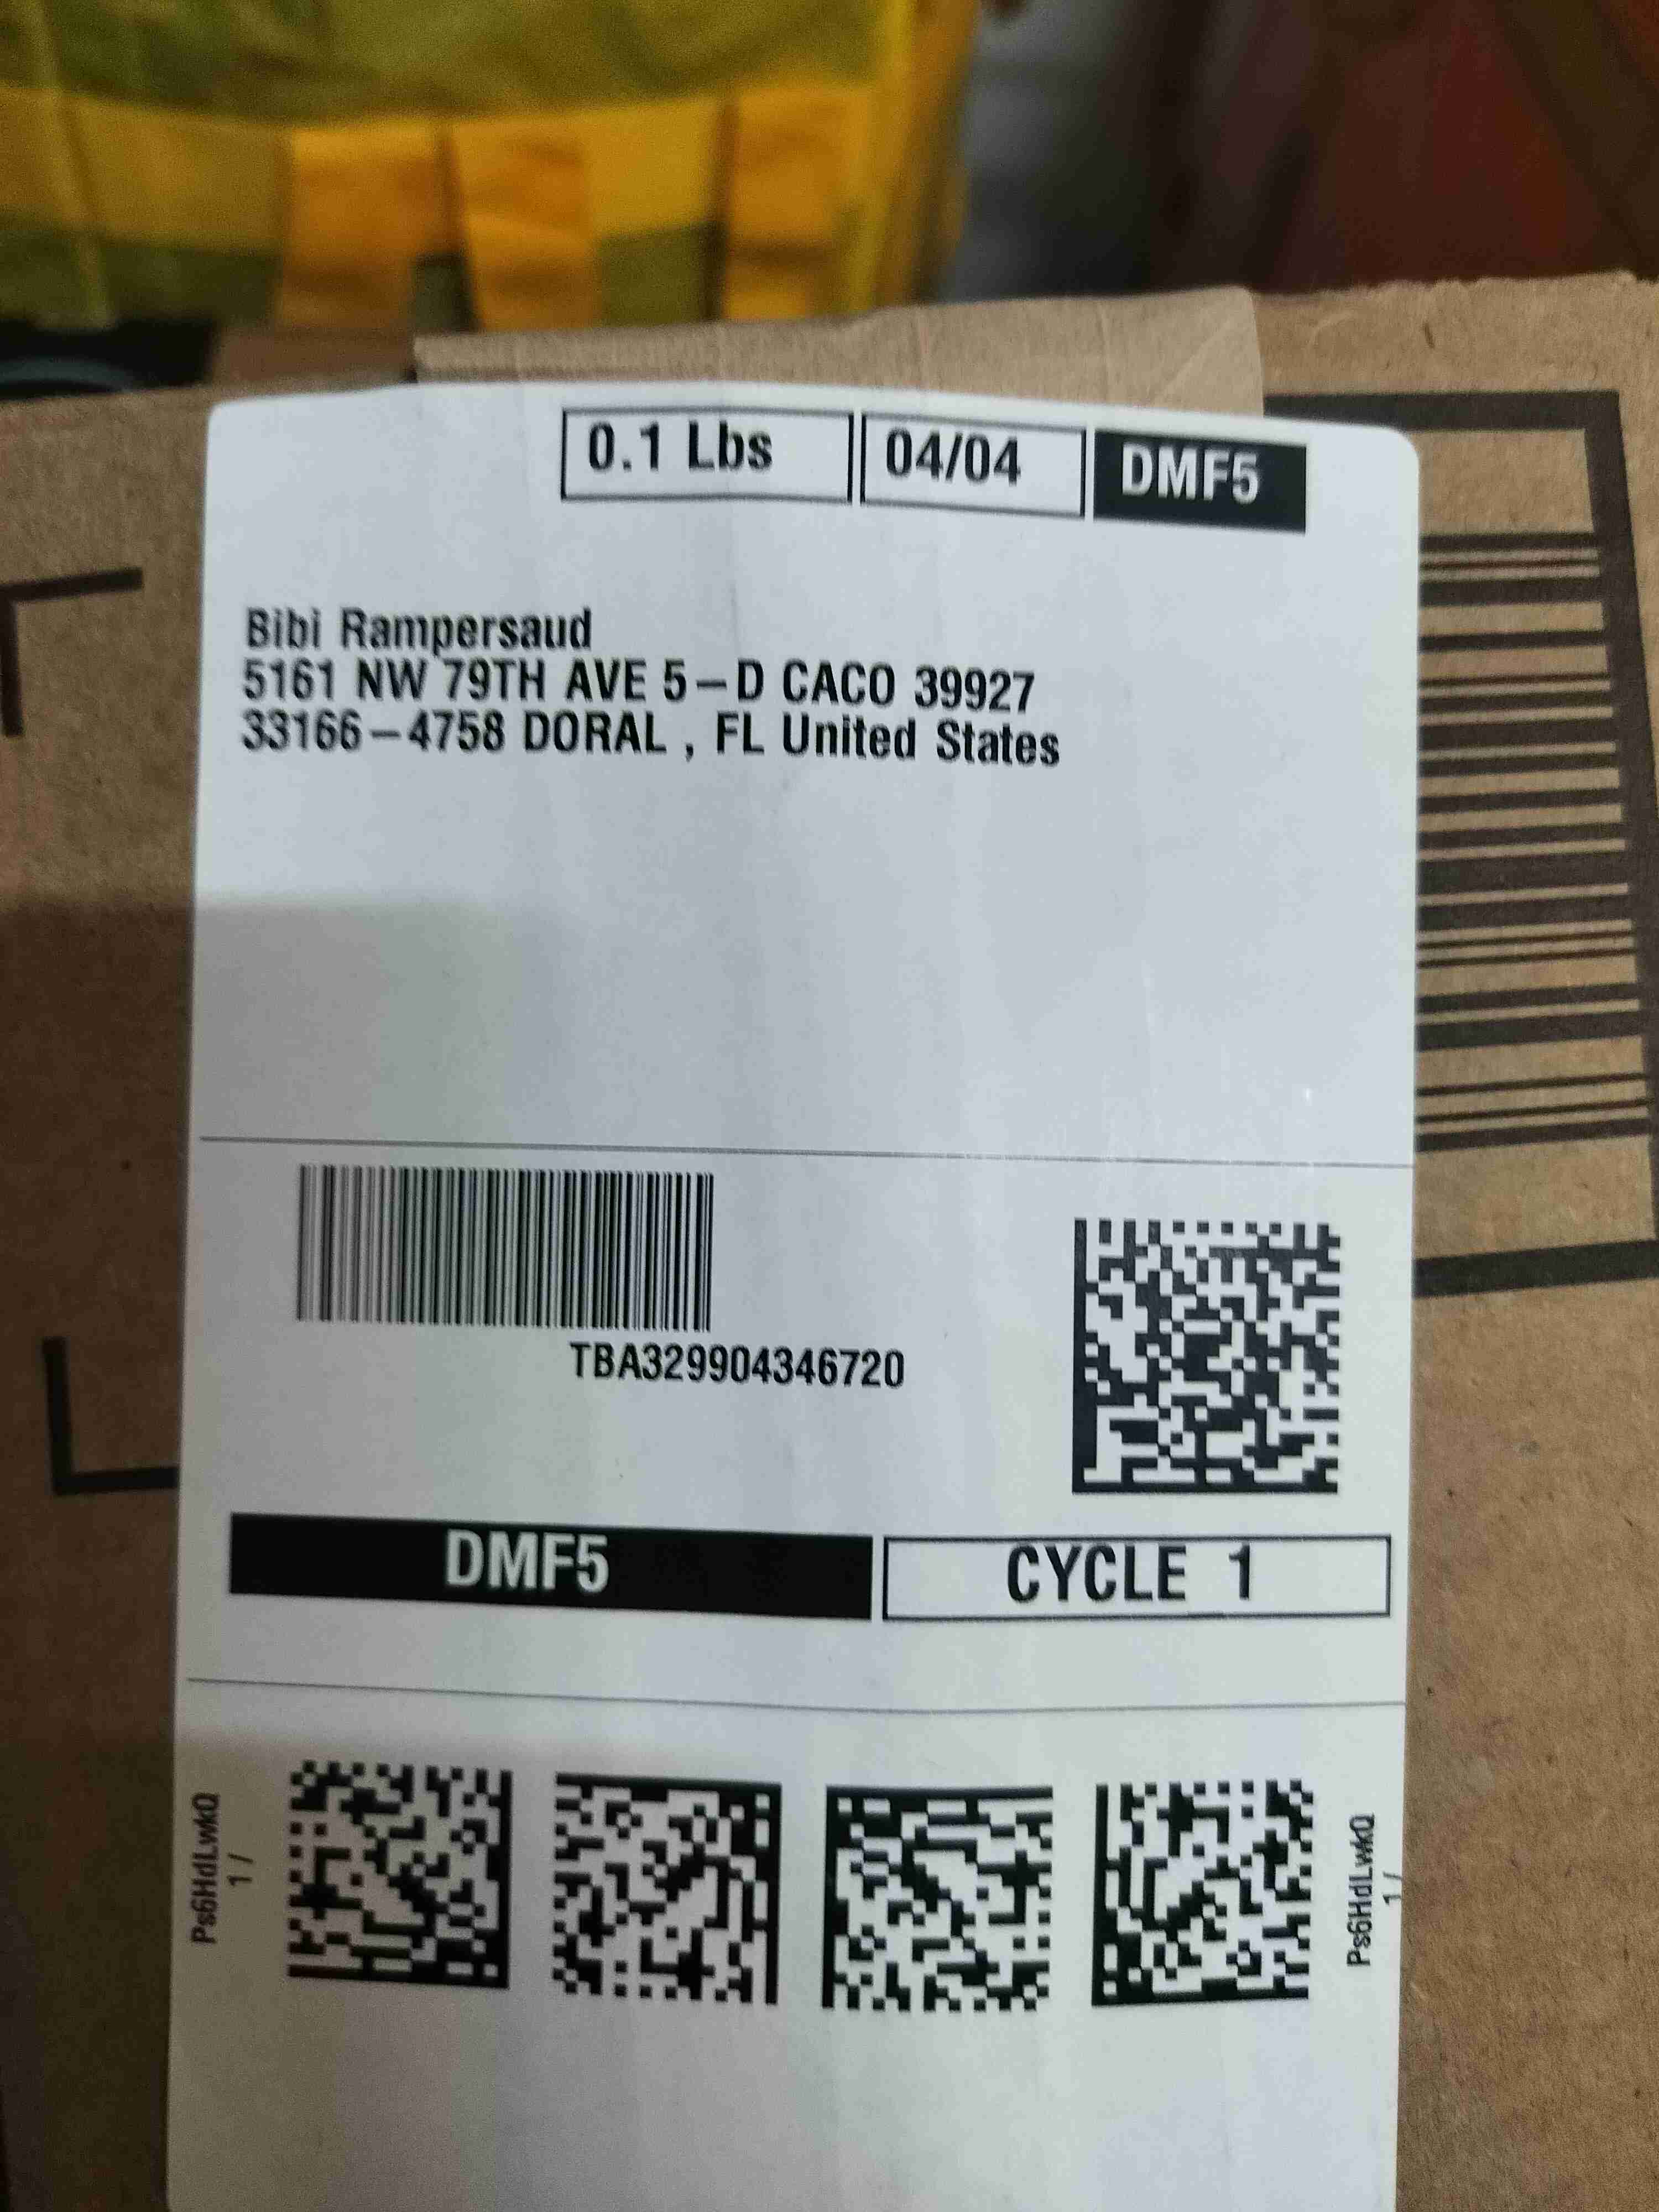 0.1 Lbs 04/04 DMF5
Bibi Rampersaud
5161 NW 79TH AVE 5-D CACO 39927
33166-4758 DORAL , FL United States
TBA329904346720
DMF5 CYCLE 1
Ps6HdLwkQ
1 /
Ps6HdLwkQ
1 /